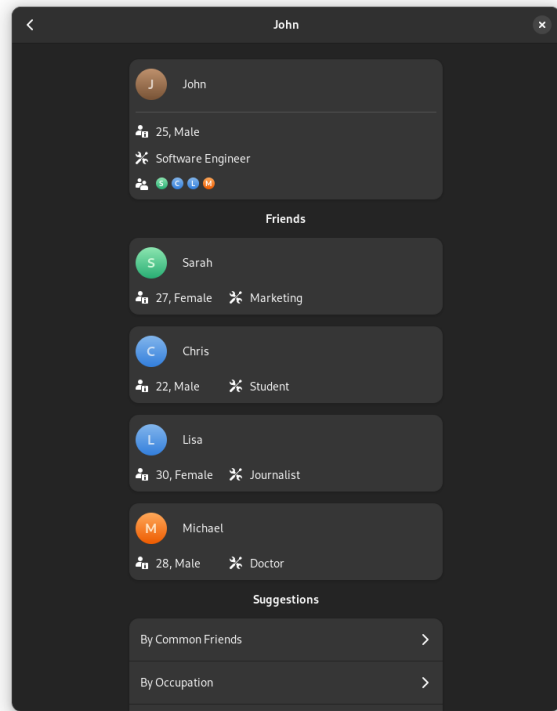 John
J John
25, Male
Software Engineer
S C L M
Friends
S Sarah
27, Female Marketing
C Chris
22, Male Student
L Lisa
30, Female Journalist
M Michael
28, Male Doctor
Suggestions
By Common Friends
By Occupation